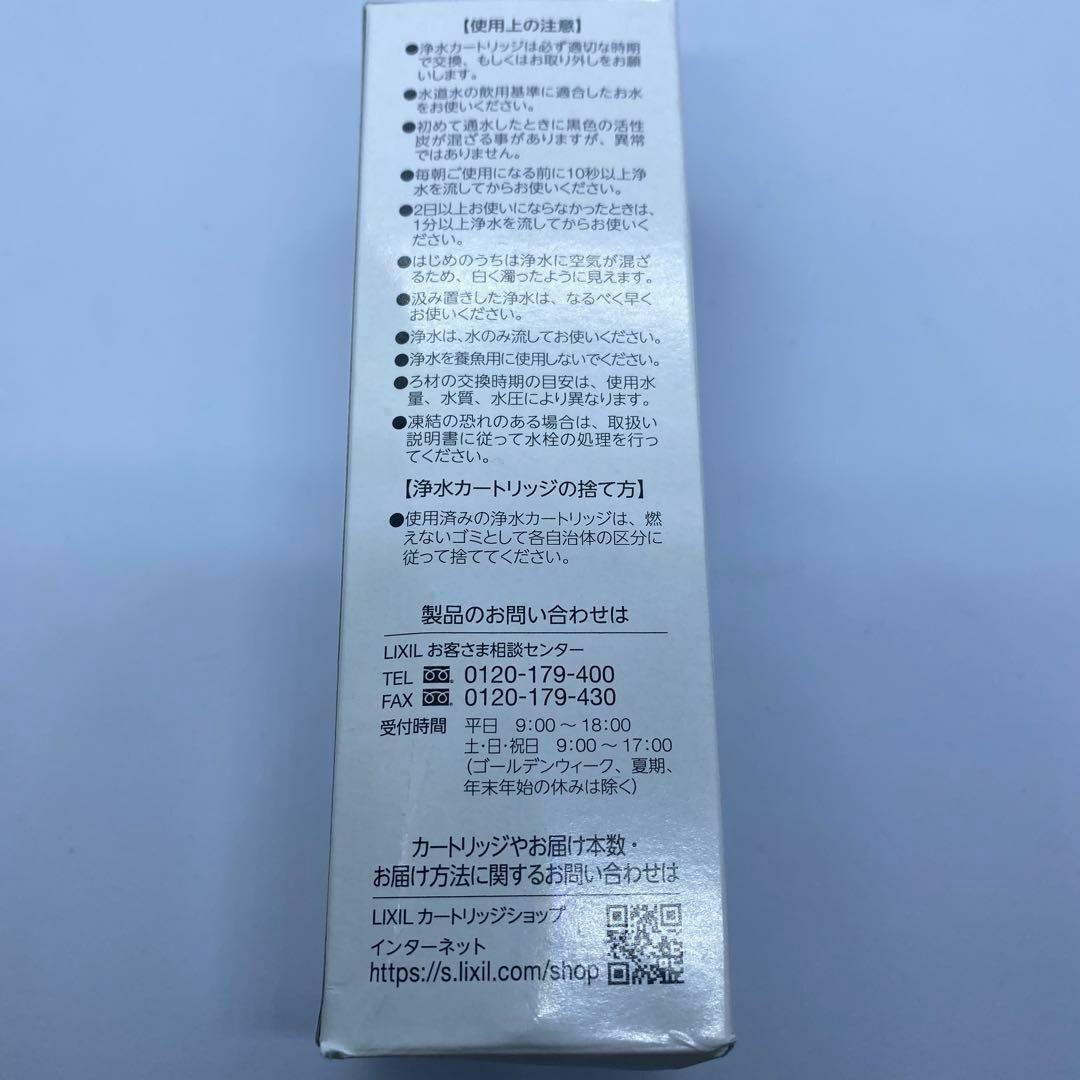 【使用上の注意】
●浄水カートリッジは必ず適切な時期
で交換、もしくはお取り外しをお願
いします。
●水道水の飲用基準に適合したお水
をお使いください。
●初めて通水したときに黒色の活性
炭が混ざる事がありますが、異常
ではありません。
●毎朝ご使用になる前に10秒以上浄
水を流してからお使いください。
●2日以上お使いにならなかったときは、
1分以上浄水を流してからお使いく
ださい。
●はじめのうちは浄水に空気が混ざ
るため、白く濁ったように見えます。
●汲み置きした浄水は、なるべく早く
お使いください。
●浄水は、水のみ流してお使いください。
●浄水を養魚用に使用しないでください。
●ろ材の交換時期の目安は、使用水
量、水質、水圧により異なります。
●凍結の恐れのある場合は、取扱い
説明書に従って水栓の処理を行っ
てください。
【浄水カートリッジの捨て方】
●使用済みの浄水カートリッジは、燃
えないゴミとして各自治体の区分に
従って捨ててください。
製品のお問い合わせは
LIXIL お客さま相談センター
TEL 0120-179-400
FAX 0120-179-430
受付時間 平日 9:00～18:00
土・日・祝日 9:00～17:00
（ゴールデンウィーク、夏期、
年末年始の休みは除く）
カートリッジやお届け本数・
お届け方法に関するお問い合わせは
LIXIL カートリッジショップ
インターネット
https://s.lixil.com/shop